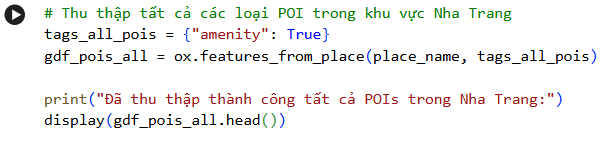 # Thu thập tất cả các loại POI trong khu vực Nha Trang
tags_all_pois = {"amenity": True}
gdf_pois_all = ox.features_from_place(place_name, tags_all_pois)
print("Đã thu thập thành công tất cả POIs trong Nha Trang:")
display(gdf_pois_all.head())